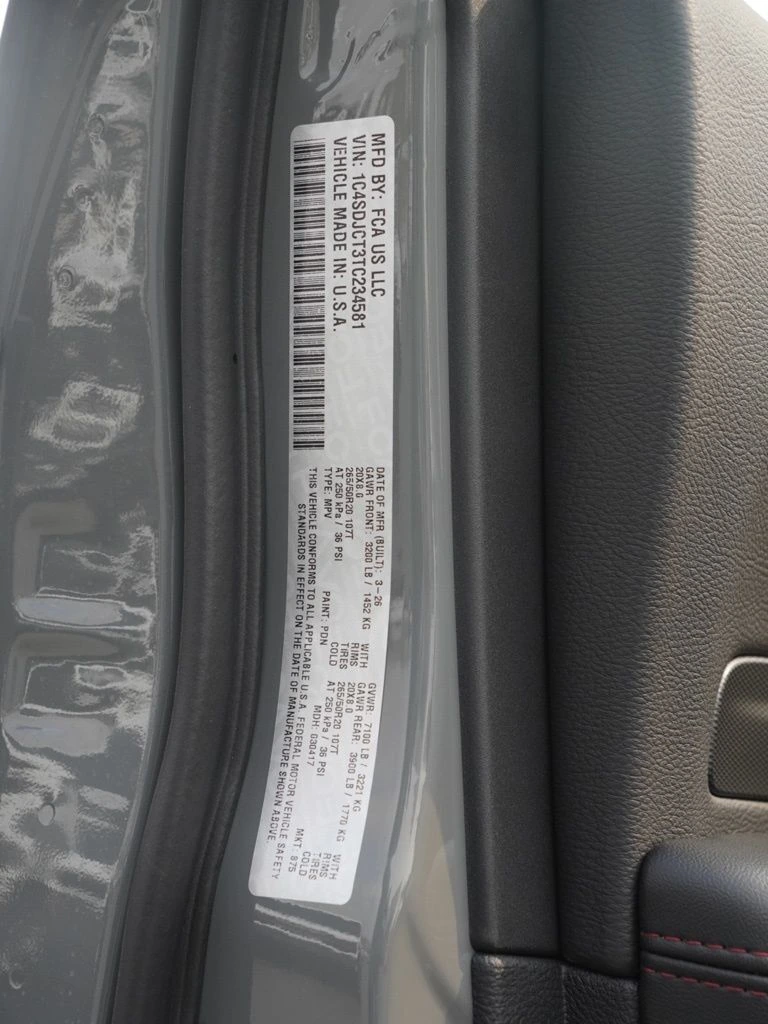 MFD BY: FCA US LLC
VIN: 1C4SDJCT3TC234581
VEHICLE MADE IN: U.S.A.
DATE OF MFR (BUILT): 3-26 GVWR: 7100 LB / 3221 KG
GAWR FRONT: 3200 LB / 1452 KG WITH GAWR REAR: 3900 LB / 1770 KG WITH
20X8.0 RIMS 20X8.0 RIMS
265/50R20 107T TIRES 265/50R20 107T TIRES
AT 250 kPa / 36 PSI COLD AT 250 kPa / 36 PSI COLD
TYPE: MPV PAINT: PDN MDH: 030417 MKT: 875
THIS VEHICLE CONFORMS TO ALL APPLICABLE U.S.A. FEDERAL MOTOR VEHICLE SAFETY
STANDARDS IN EFFECT ON THE DATE OF MANUFACTURE SHOWN ABOVE.